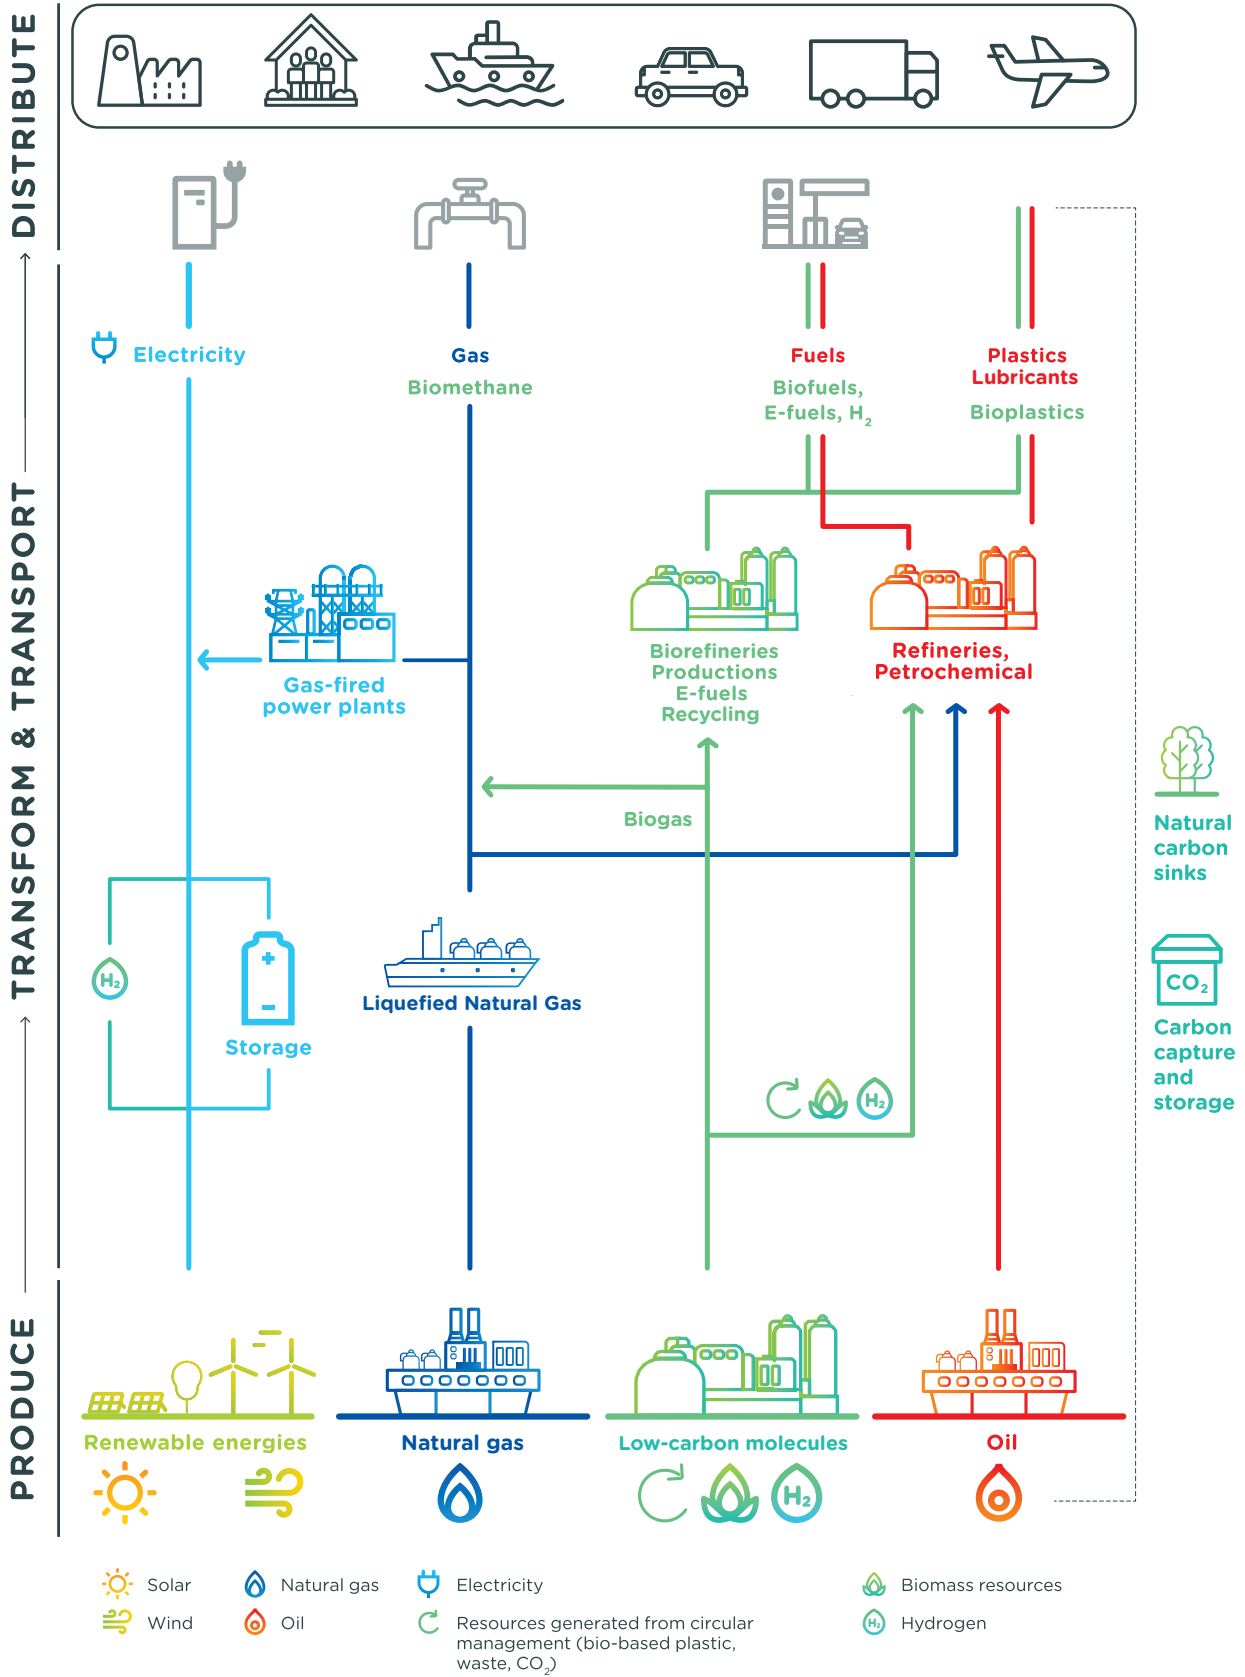 DISTRIBUTE
Electricity
Gas
Biomethane
Fuels
Biofuels,
E-fuels, H₂
Plastics
Lubricants
Bioplastics
TRANSFORM & TRANSPORT
Gas-fired
power plants
Biorefineries
Productions
E-fuels
Recycling
Refineries,
Petrochemical
Biogas
Natural
carbon
sinks
H₂
Storage
Liquefied Natural Gas
CO₂
Carbon
capture
and
storage
H₂
PRODUCE
Renewable energies
Natural gas
Low-carbon molecules
Oil
H₂
Solar
Natural gas
Electricity
Biomass resources
Wind
Oil
Resources generated from circular
management (bio-based plastic,
waste, CO₂)
H₂
Hydrogen